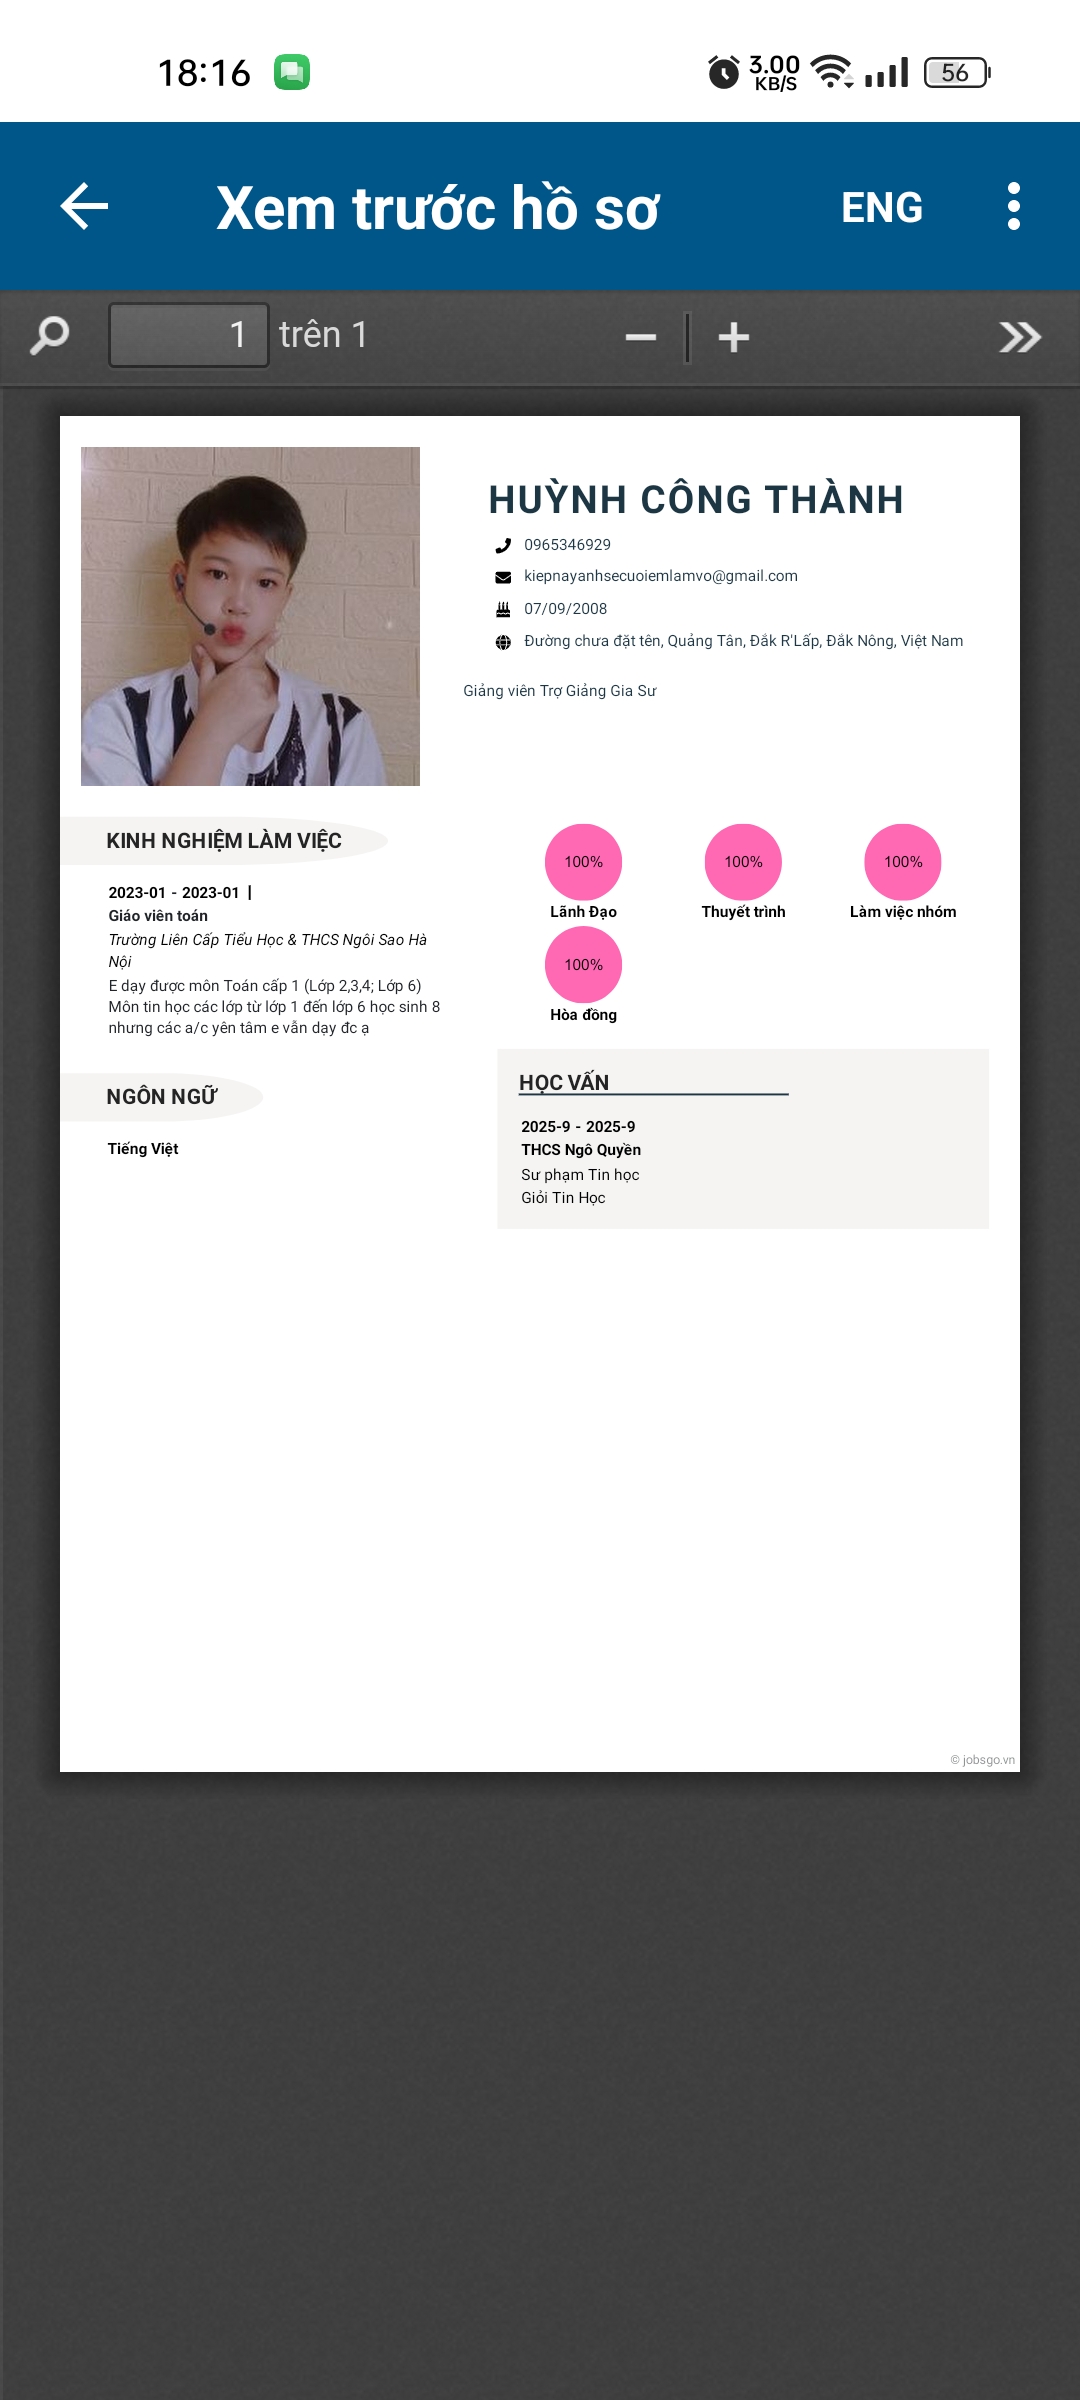 18:16
3.00
KB/S
56
Xem trước hồ sơ
ENG
1 trên 1
HUỲNH CÔNG THÀNH
0965346929
kiepnayanhsecuoiemlamvo@gmail.com
07/09/2008
Đường chưa đặt tên, Quảng Tân, Đắk R'Lấp, Đắk Nông, Việt Nam
Giảng viên Trợ Giảng Gia Sư
KINH NGHIỆM LÀM VIỆC
2023-01 - 2023-01 |
Giáo viên toán
Trường Liên Cấp Tiểu Học & THCS Ngôi Sao Hà
Nội
E dạy được môn Toán cấp 1 (Lớp 2,3,4; Lớp 6)
Môn tin học các lớp từ lớp 1 đến lớp 6 học sinh 8
nhưng các a/c yên tâm e vẫn dạy đc ạ
NGÔN NGỮ
Tiếng Việt
100% 100% 100%
Lãnh Đạo Thuyết trình Làm việc nhóm
100%
Hòa đồng
HỌC VẤN
2025-9 - 2025-9
THCS Ngô Quyền
Sư phạm Tin học
Giỏi Tin Học
© jobsgo.vn